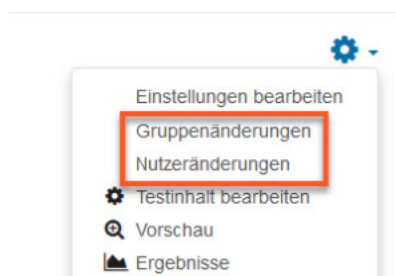 Einstellungen bearbeiten
Gruppenänderungen
Nutzeränderungen
Testinhalt bearbeiten
Vorschau
Ergebnisse